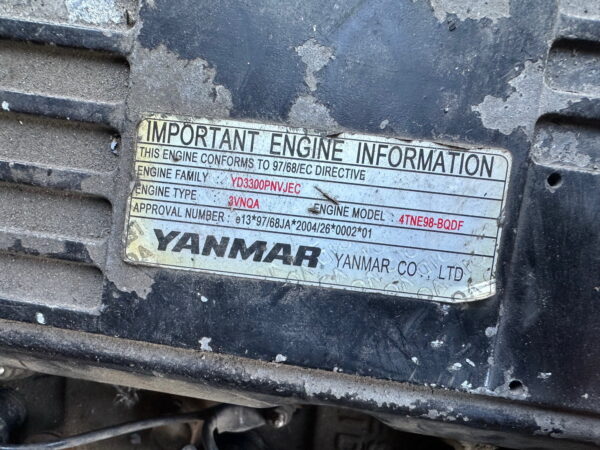 IMPORTANT ENGINE INFORMATION
THIS ENGINE CONFORMS TO 97/68/EC DIRECTIVE
ENGINE FAMILY : YD3300PNVJEC
ENGINE TYPE : 3VNQA ENGINE MODEL : 4TNE98-BQDF
APPROVAL NUMBER : e13*97/68JA*2004/26*0002*01
YANMAR YANMAR CO., LTD